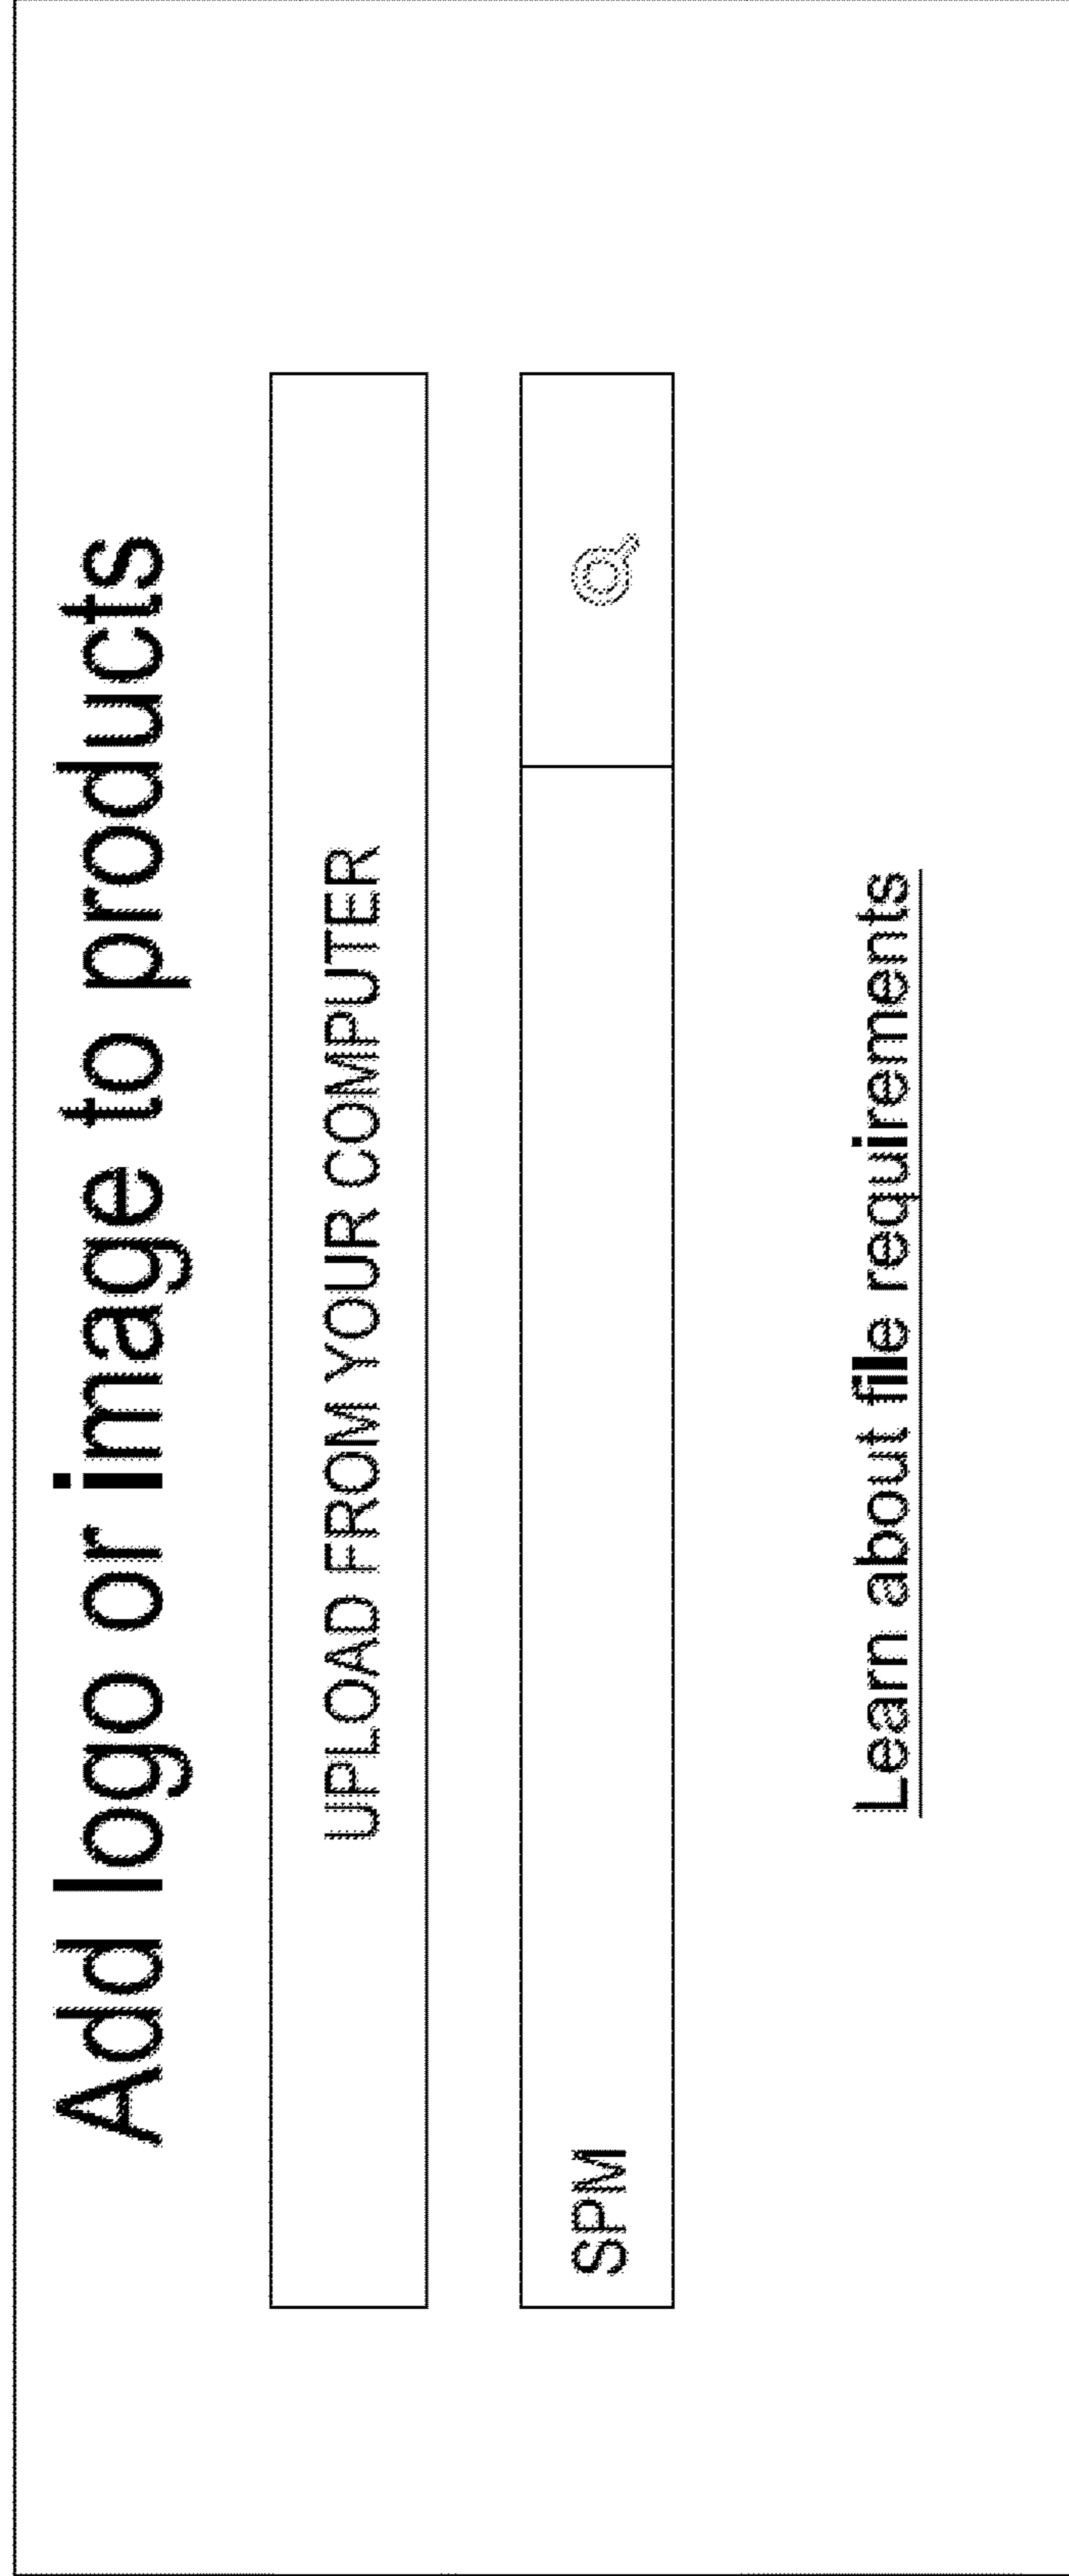 Add logo or image to products
UPLOAD FROM YOUR COMPUTER
SPM
Learn about file requirements